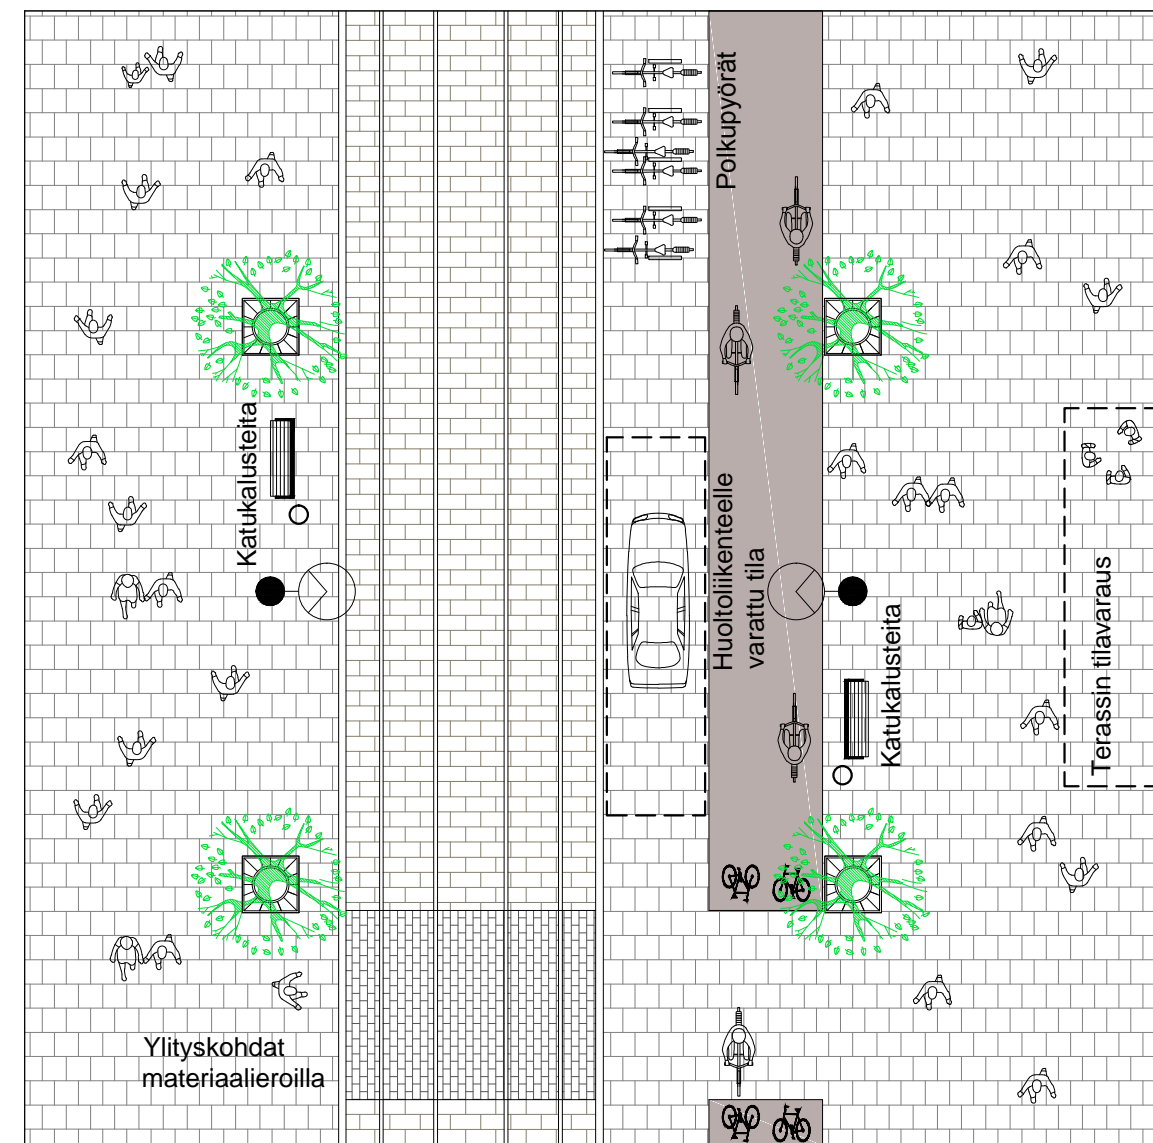 Polkupyörät
Katukalusteita
Huoltoliikenteelle
varattu tila
Katukalusteita
Terassin tilavaraus
Ylityskohdat
materiaalieroilla